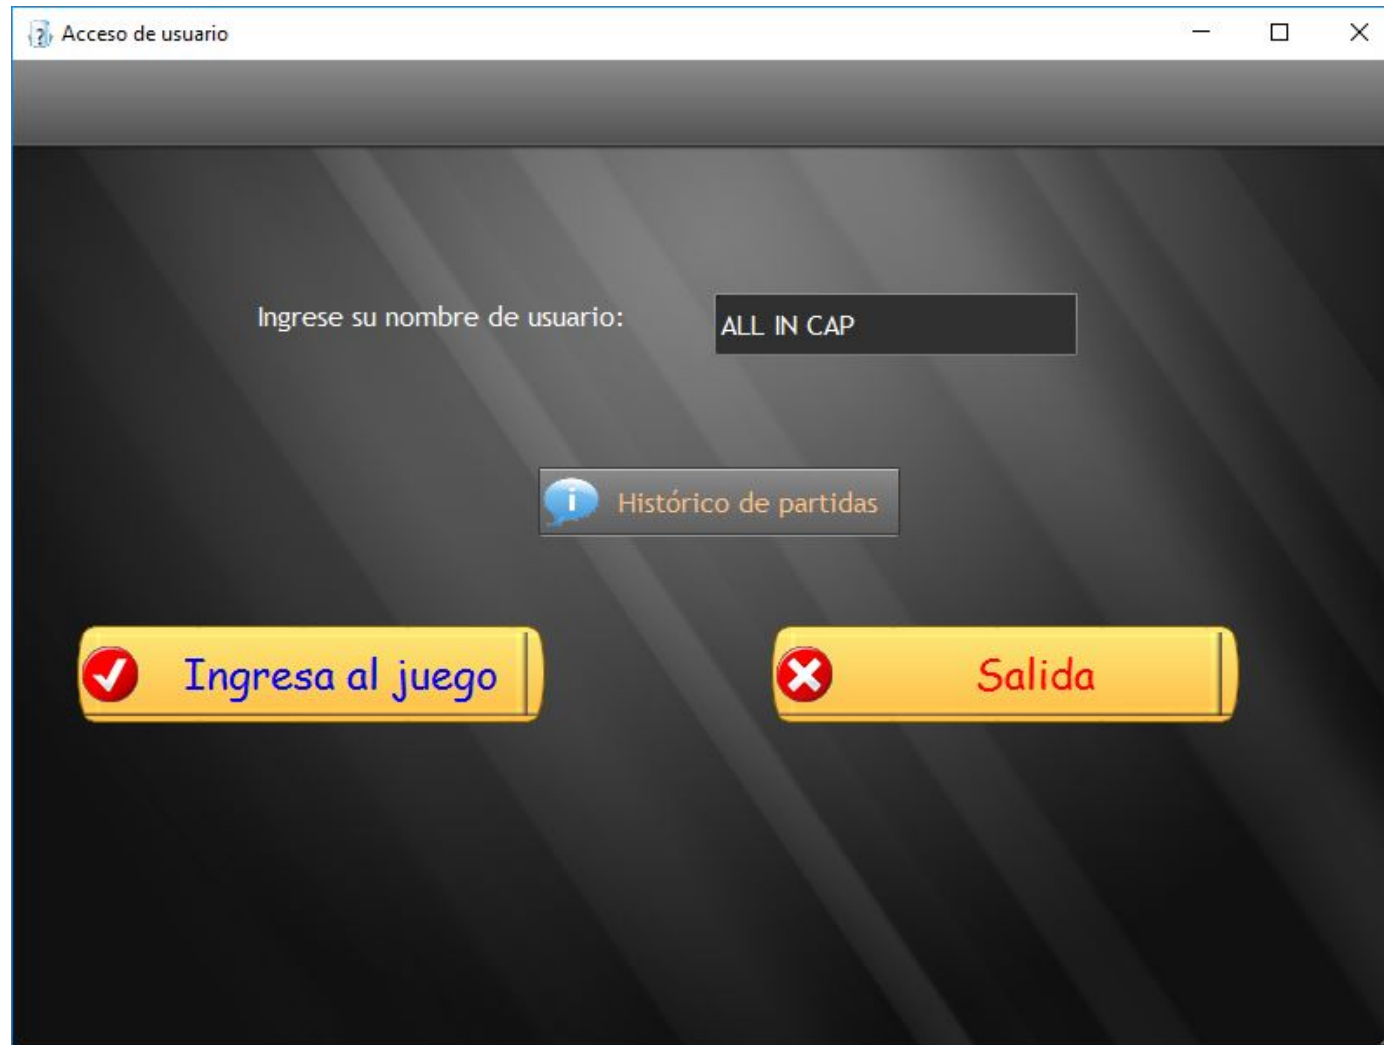 Acceso de usuario
Ingrese su nombre de usuario:
ALL IN CAP
Histórico de partidas
Ingresa al juego
Salida